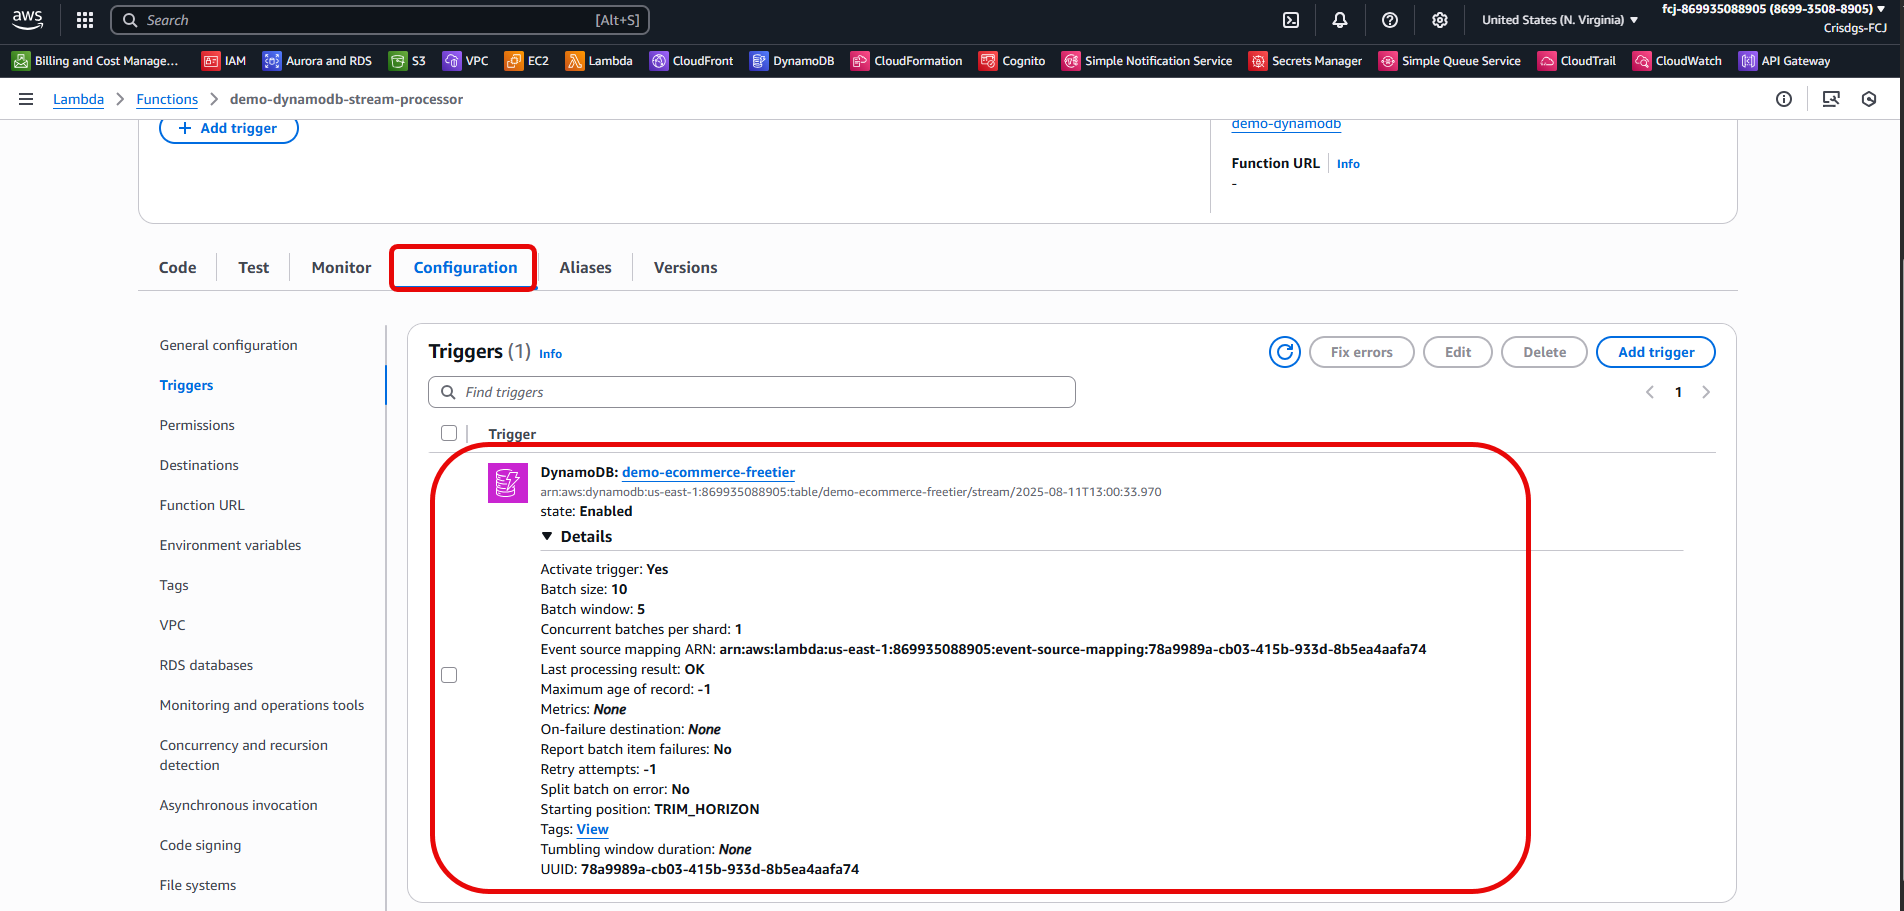 aws
Search [Alt+S]
United States (N. Virginia)
fcj-869935088905 (8699-3508-8905)
Crisdgs-FCJ
Billing and Cost Manage... IAM Aurora and RDS S3 VPC EC2 Lambda CloudFront DynamoDB CloudFormation Cognito Simple Notification Service Secrets Manager Simple Queue Service CloudTrail CloudWatch API Gateway
Lambda Functions demo-dynamodb-stream-processor
+ Add trigger
demo-dynamodb
Function URL Info
-
Code Test Monitor Configuration Aliases Versions
General configuration
Triggers
Permissions
Destinations
Function URL
Environment variables
Tags
VPC
RDS databases
Monitoring and operations tools
Concurrency and recursion
detection
Asynchronous invocation
Code signing
File systems
Triggers (1) Info
Fix errors Edit Delete Add trigger
Find triggers
1
Trigger
DynamoDB: demo-ecommerce-freetier
arn:aws:dynamodb:us-east-1:869935088905:table/demo-ecommerce-freetier/stream/2025-08-11T13:00:33.970
state: Enabled
Details
Activate trigger: Yes
Batch size: 10
Batch window: 5
Concurrent batches per shard: 1
Event source mapping ARN: arn:aws:lambda:us-east-1:869935088905:event-source-mapping:78a9989a-cb03-415b-933d-8b5ea4aafa74
Last processing result: OK
Maximum age of record: -1
Metrics: None
On-failure destination: None
Report batch item failures: No
Retry attempts: -1
Split batch on error: No
Starting position: TRIM_HORIZON
Tags: View
Tumbling window duration: None
UUID: 78a9989a-cb03-415b-933d-8b5ea4aafa74